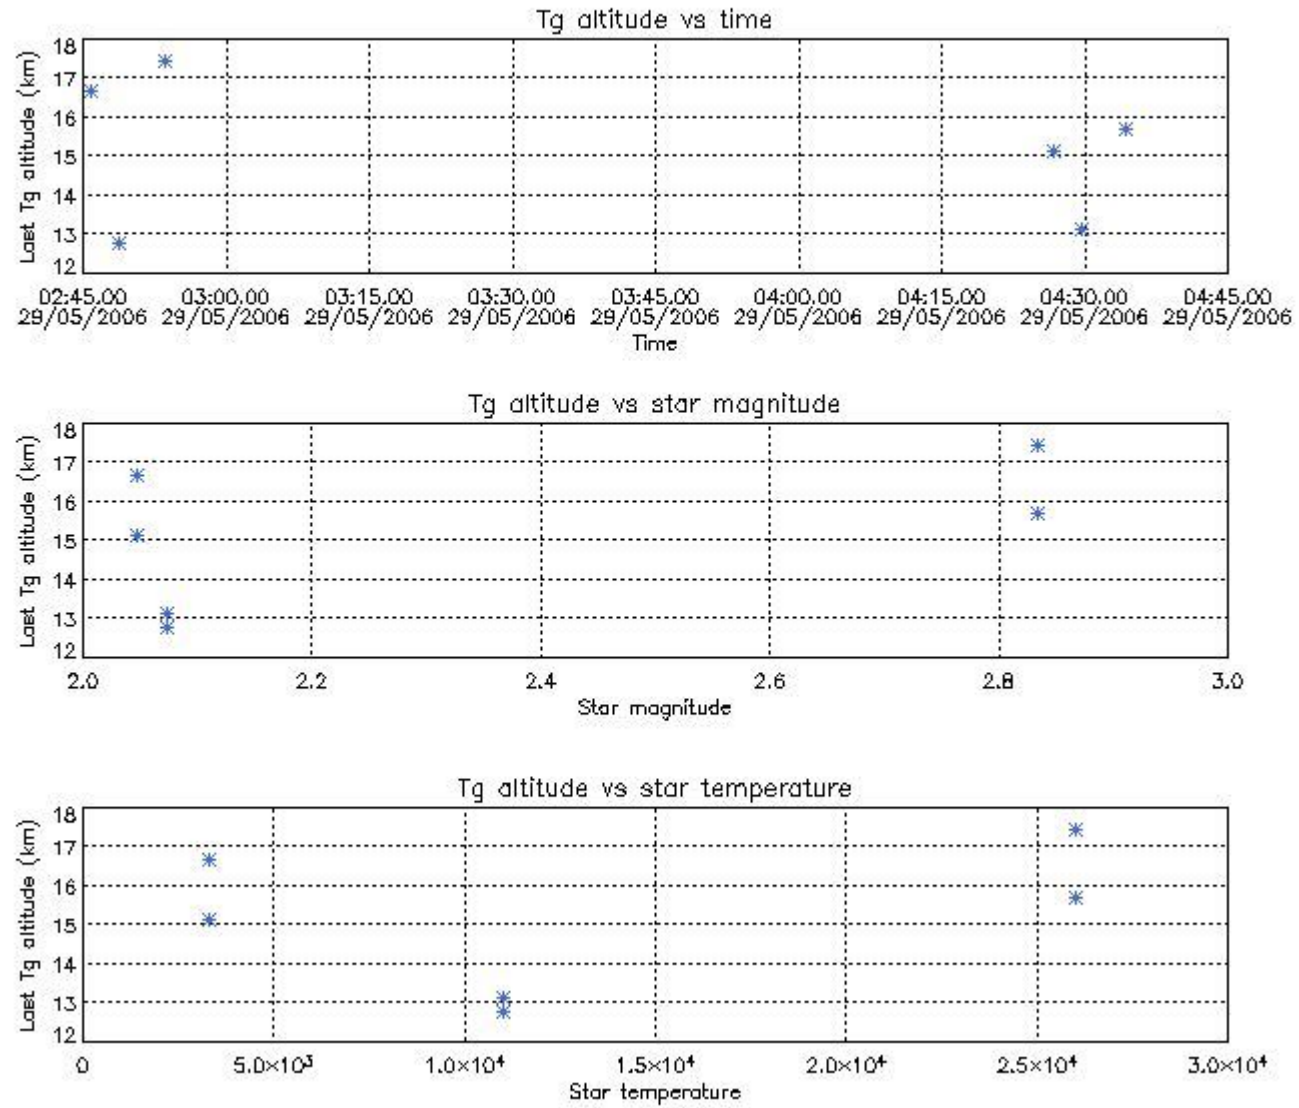 Tg altitude vs time
Last Tg altitude (km)
18
17
16
15
14
13
12
02:45.00 03:00.00 03:15.00 03:30.00 03:45.00 04:00.00 04:15.00 04:30.00 04:45.00
29/05/2006 29/05/2006 29/05/2006 29/05/2006 29/05/2006 29/05/2006 29/05/2006 29/05/2006 29/05/2006
Time
Tg altitude vs star magnitude
Last Tg altitude (km)
18
17
16
15
14
13
12
2.0 2.2 2.4 2.6 2.8 3.0
Star magnitude
Tg altitude vs star temperature
Last Tg altitude (km)
18
17
16
15
14
13
12
0 5.0×10³ 1.0×10⁴ 1.5×10⁴ 2.0×10⁴ 2.5×10⁴ 3.0×10⁴
Star temperature